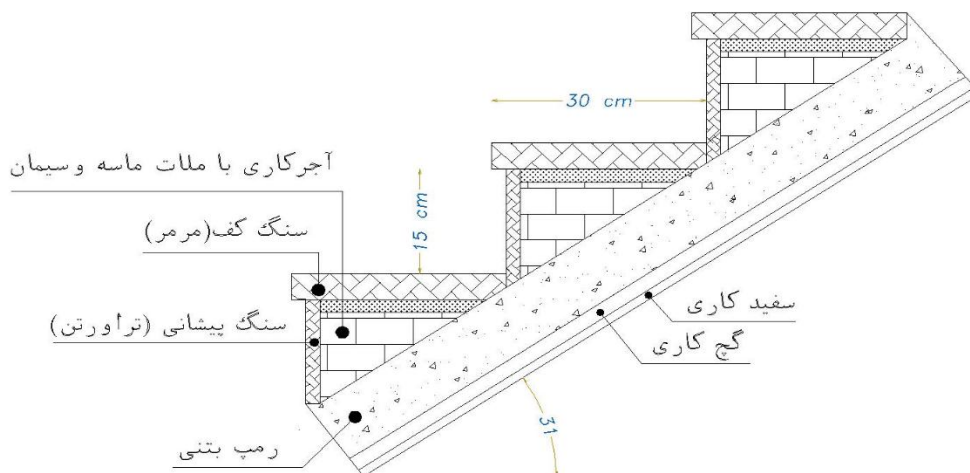 30 cm
آجرکاری با ملات ماسه وسیمان
15 cm
سنگ کف(مرمر)
سنگ پیشانی (تراورتن)
سفید کاری
گچ کاری
31
رمپ بتنی